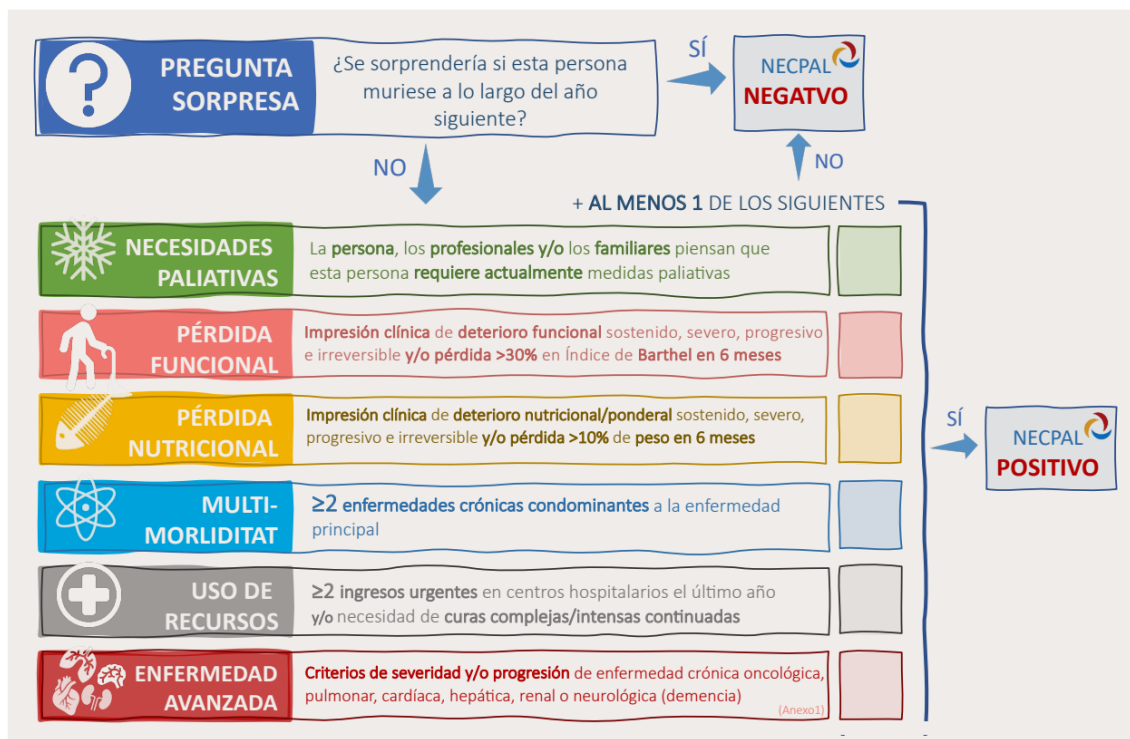 ?
PREGUNTA
SORPRESA
¿Se sorprendería si esta persona
muriese a lo largo del año
siguiente?
SÍ
NECPAL
NEGATVO
NO
NO
+ AL MENOS 1 DE LOS SIGUIENTES
NECESIDADES
PALIATIVAS
La persona, los profesionales y/o los familiares piensan que
esta persona requiere actualmente medidas paliativas
PÉRDIDA
FUNCIONAL
Impresión clínica de deterioro funcional sostenido, severo, progresivo
e irreversible y/o pérdida >30% en Índice de Barthel en 6 meses
PÉRDIDA
NUTRICIONAL
Impresión clínica de deterioro nutricional/ponderal sostenido, severo,
progresivo e irreversible y/o pérdida >10% de peso en 6 meses
SÍ
NECPAL
POSITIVO
MULTI-
MORLIDITAT
≥2 enfermedades crónicas condominantes a la enfermedad
principal
USO DE
RECURSOS
≥2 ingresos urgentes en centros hospitalarios el último año
y/o necesidad de curas complejas/intensas continuadas
ENFERMEDAD
AVANZADA
Criterios de severidad y/o progresión de enfermedad crónica oncológica,
pulmonar, cardíaca, hepática, renal o neurológica (demencia)
(Anexo1)